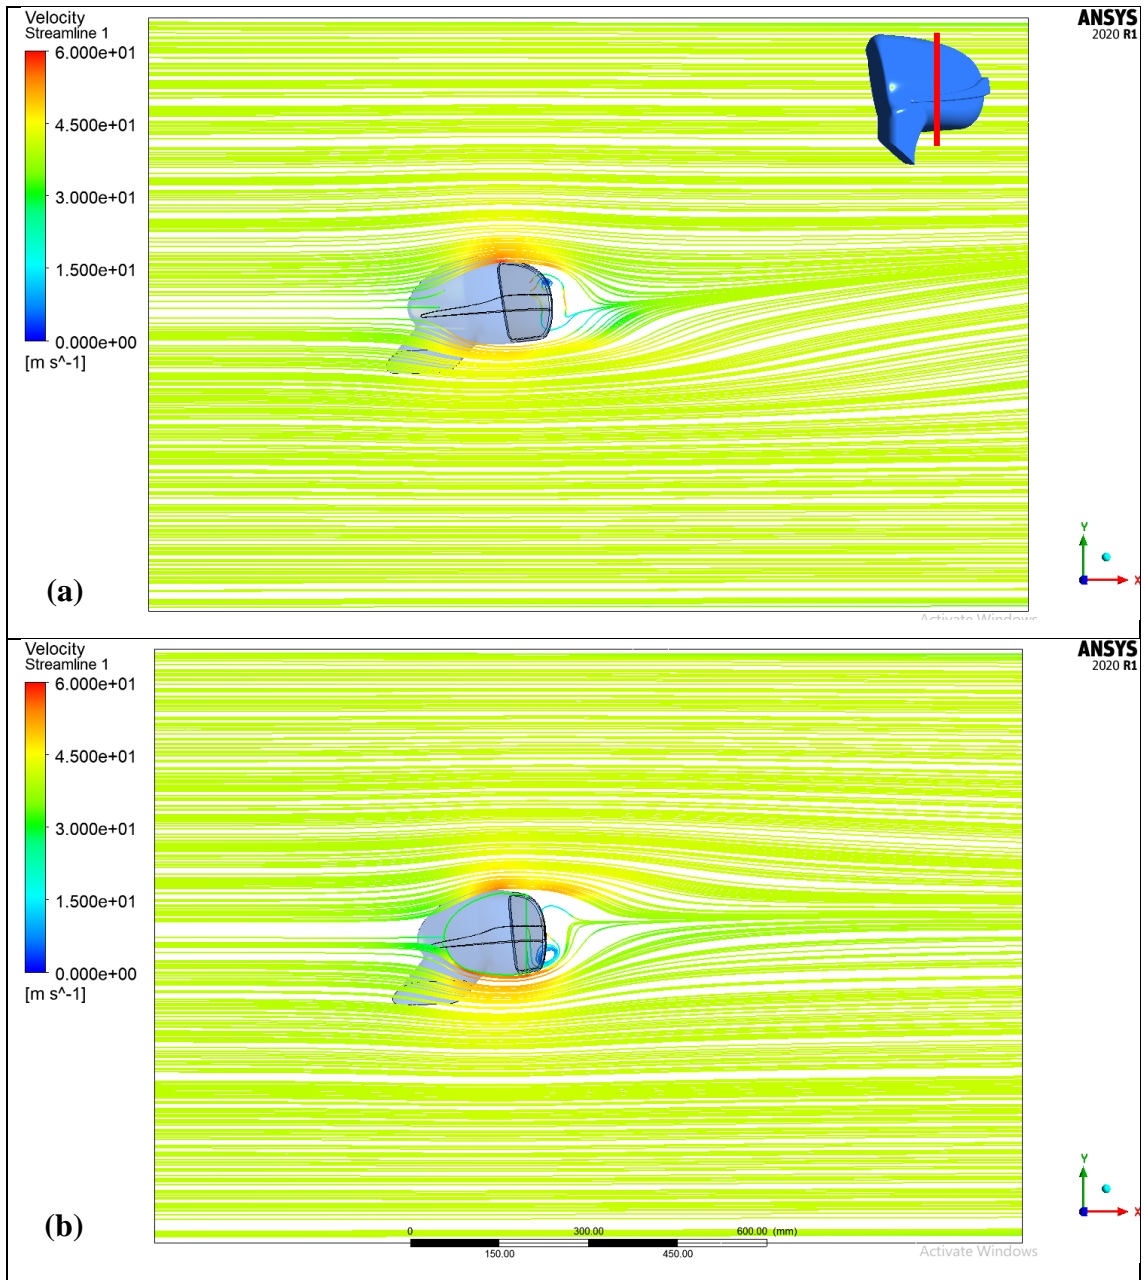 Velocity
Streamline 1
ANSYS
2020 R1
6.000e+01
4.500e+01
3.000e+01
1.500e+01
0.000e+00
[m s^-1]
Y
X
(a)
Activate Windows
Velocity
Streamline 1
ANSYS
2020 R1
6.000e+01
4.500e+01
3.000e+01
1.500e+01
0.000e+00
[m s^-1]
Y
X
(b)
0 300.00 600.00 (mm)
150.00 450.00
Activate Windows